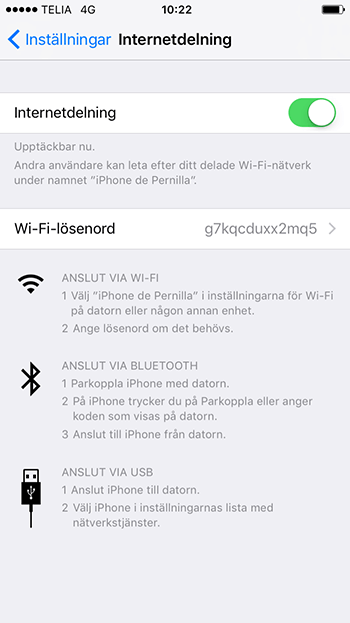 TELIA 4G 10:22
Inställningar Internetdelning
Internetdelning
Upptäckbar nu.
Andra användare kan leta efter ditt delade Wi-Fi-nätverk
under namnet "iPhone de Pernilla".
Wi-Fi-lösenord g7kqcduxx2mq5
ANSLUT VIA WI-FI
1 Välj "iPhone de Pernilla" i inställningarna för Wi-Fi
på datorn eller någon annan enhet.
2 Ange lösenord om det behövs.
ANSLUT VIA BLUETOOTH
1 Parkoppla iPhone med datorn.
2 På iPhone trycker du på Parkoppla eller anger
koden som visas på datorn.
3 Anslut till iPhone från datorn.
ANSLUT VIA USB
1 Anslut iPhone till datorn.
2 Välj iPhone i inställningarnas lista med
nätverkstjänster.